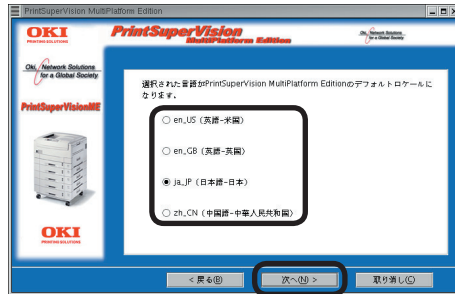 PrintSuperVision MultiPlatform Edition
OKI
PRINTING SOLUTIONS
PrintSuperVision
MultiPlatform Edition
Oki, Network Solutions
for a Global Society
Oki, Network Solutions
for a Global Society
PrintSuperVisionME
選択された言語がPrintSuperVision MultiPlatform Editionのデフォルトロケールに
なります。
en_US (英語-米国)
en_GB (英語-英国)
ja_JP (日本語-日本)
zh_CN (中国語-中華人民共和国)
OKI
PRINTING SOLUTIONS
< 戻る(B)
次へ(N) >
取り消し(C)